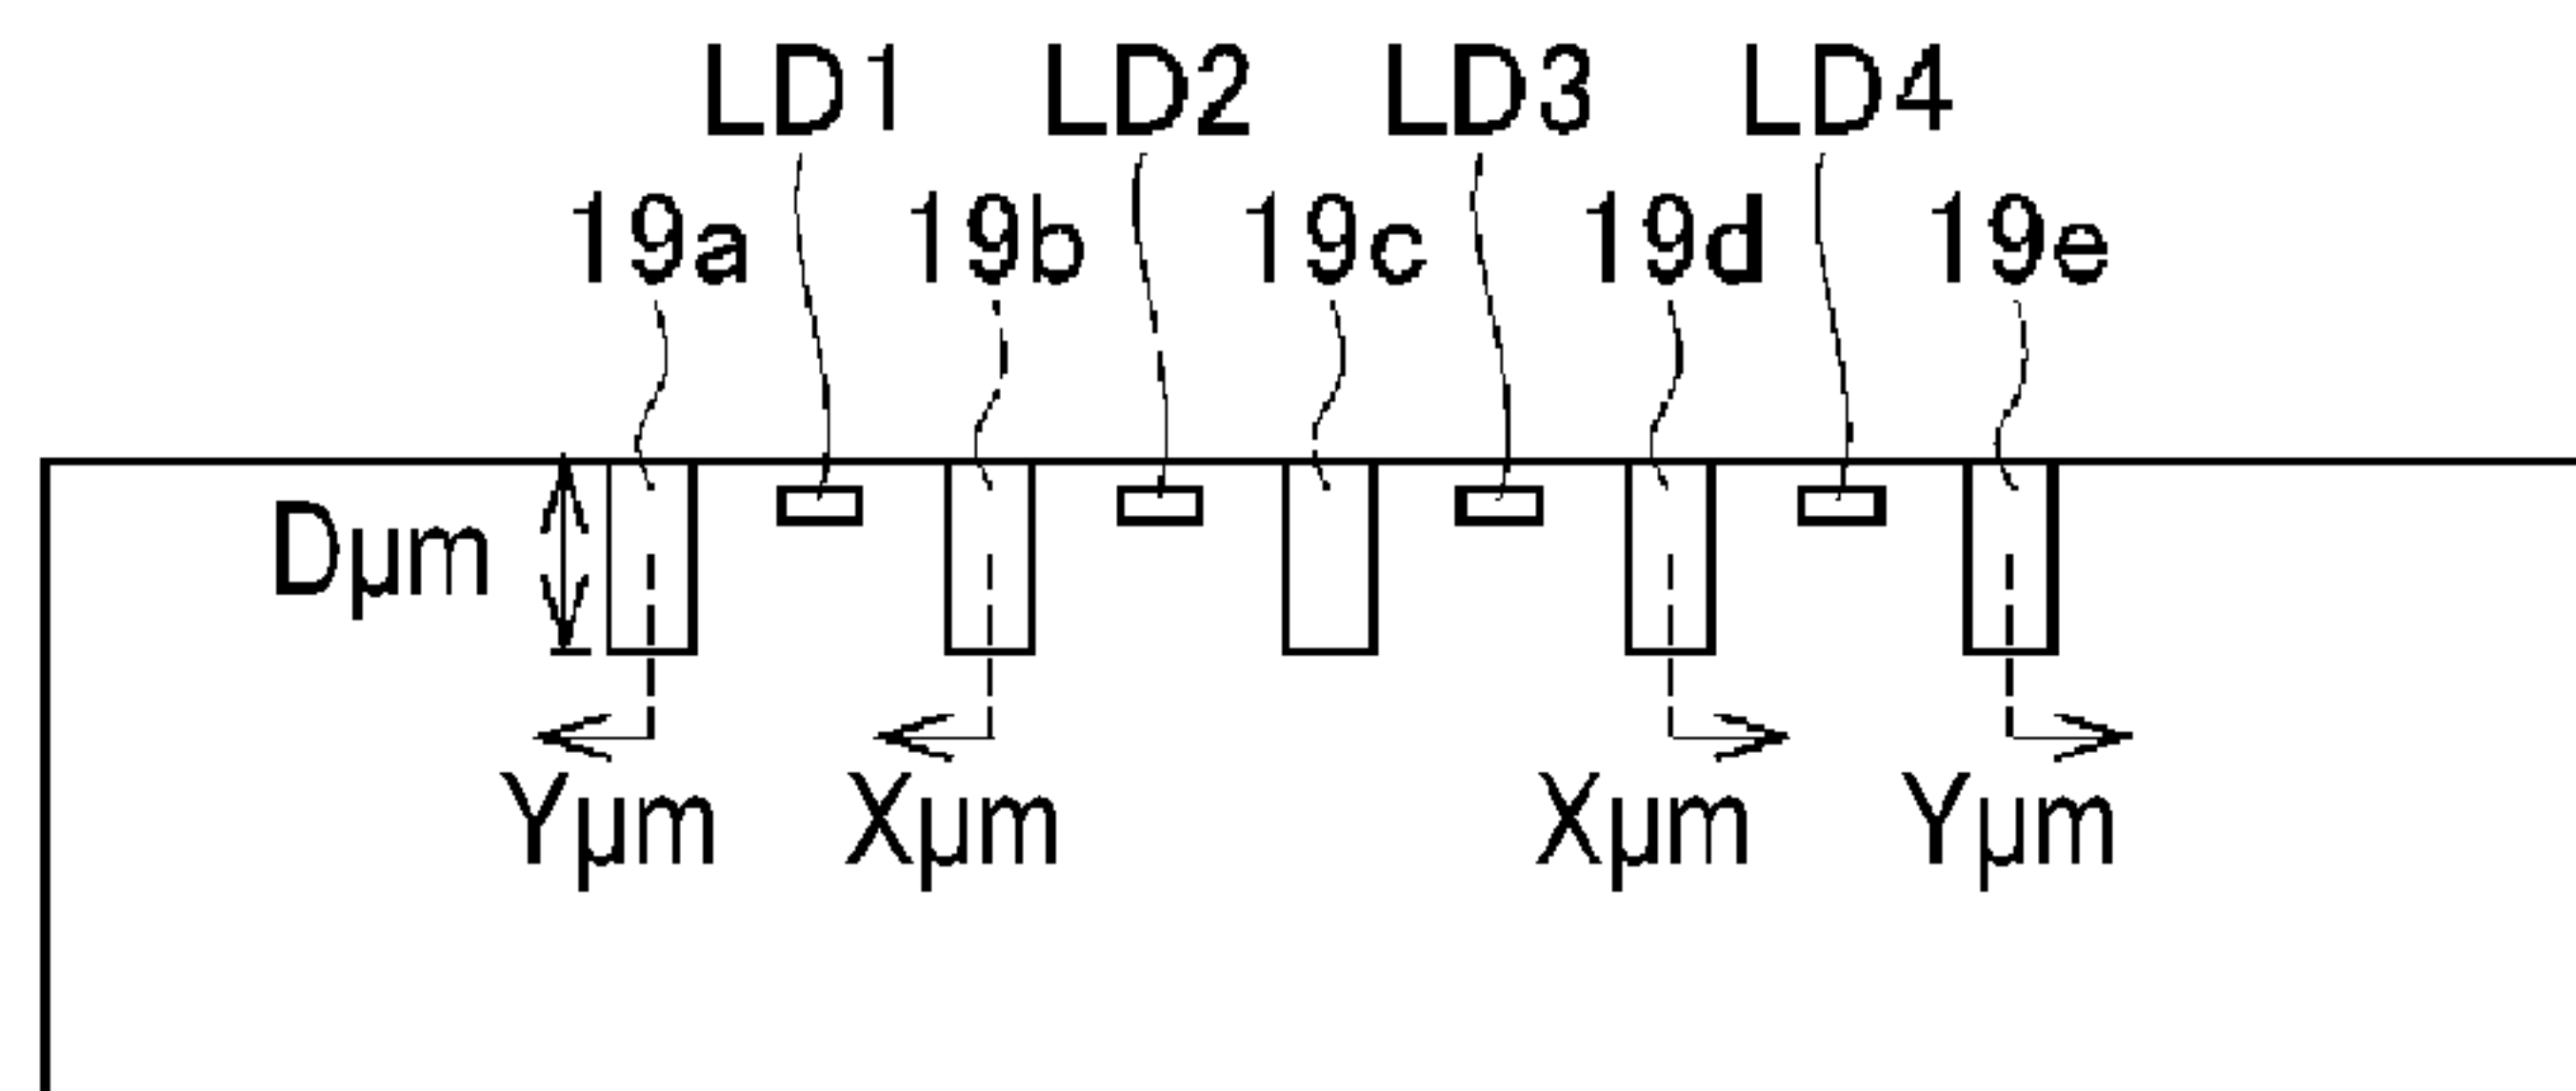 LD1 LD2 LD3 LD4
19a 19b 19c 19d 19e
Dμm
Yμm Xμm Xμm Yμm